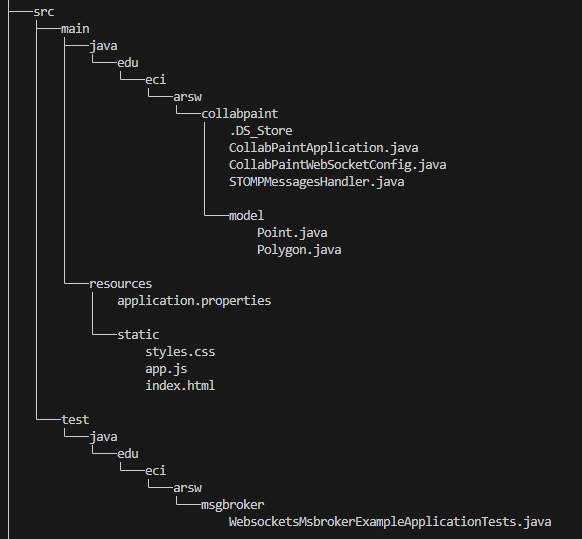 src
main
java
edu
eci
arsw
collabpaint
.DS_Store
CollabPaintApplication.java
CollabPaintWebSocketConfig.java
STOMPMessagesHandler.java
model
Point.java
Polygon.java
resources
application.properties
static
styles.css
app.js
index.html
test
java
edu
eci
arsw
msgbroker
WebsocketsMsbrokerExampleApplicationTests.java